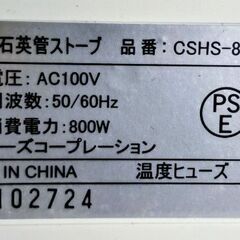 石英管ストーブ 品番：CSHS-8
電圧：AC100V
周波数：50/60Hz
消費電力：800W
ーズコーポレーション
IN CHINA 温度ヒューズ
102724
PS
E